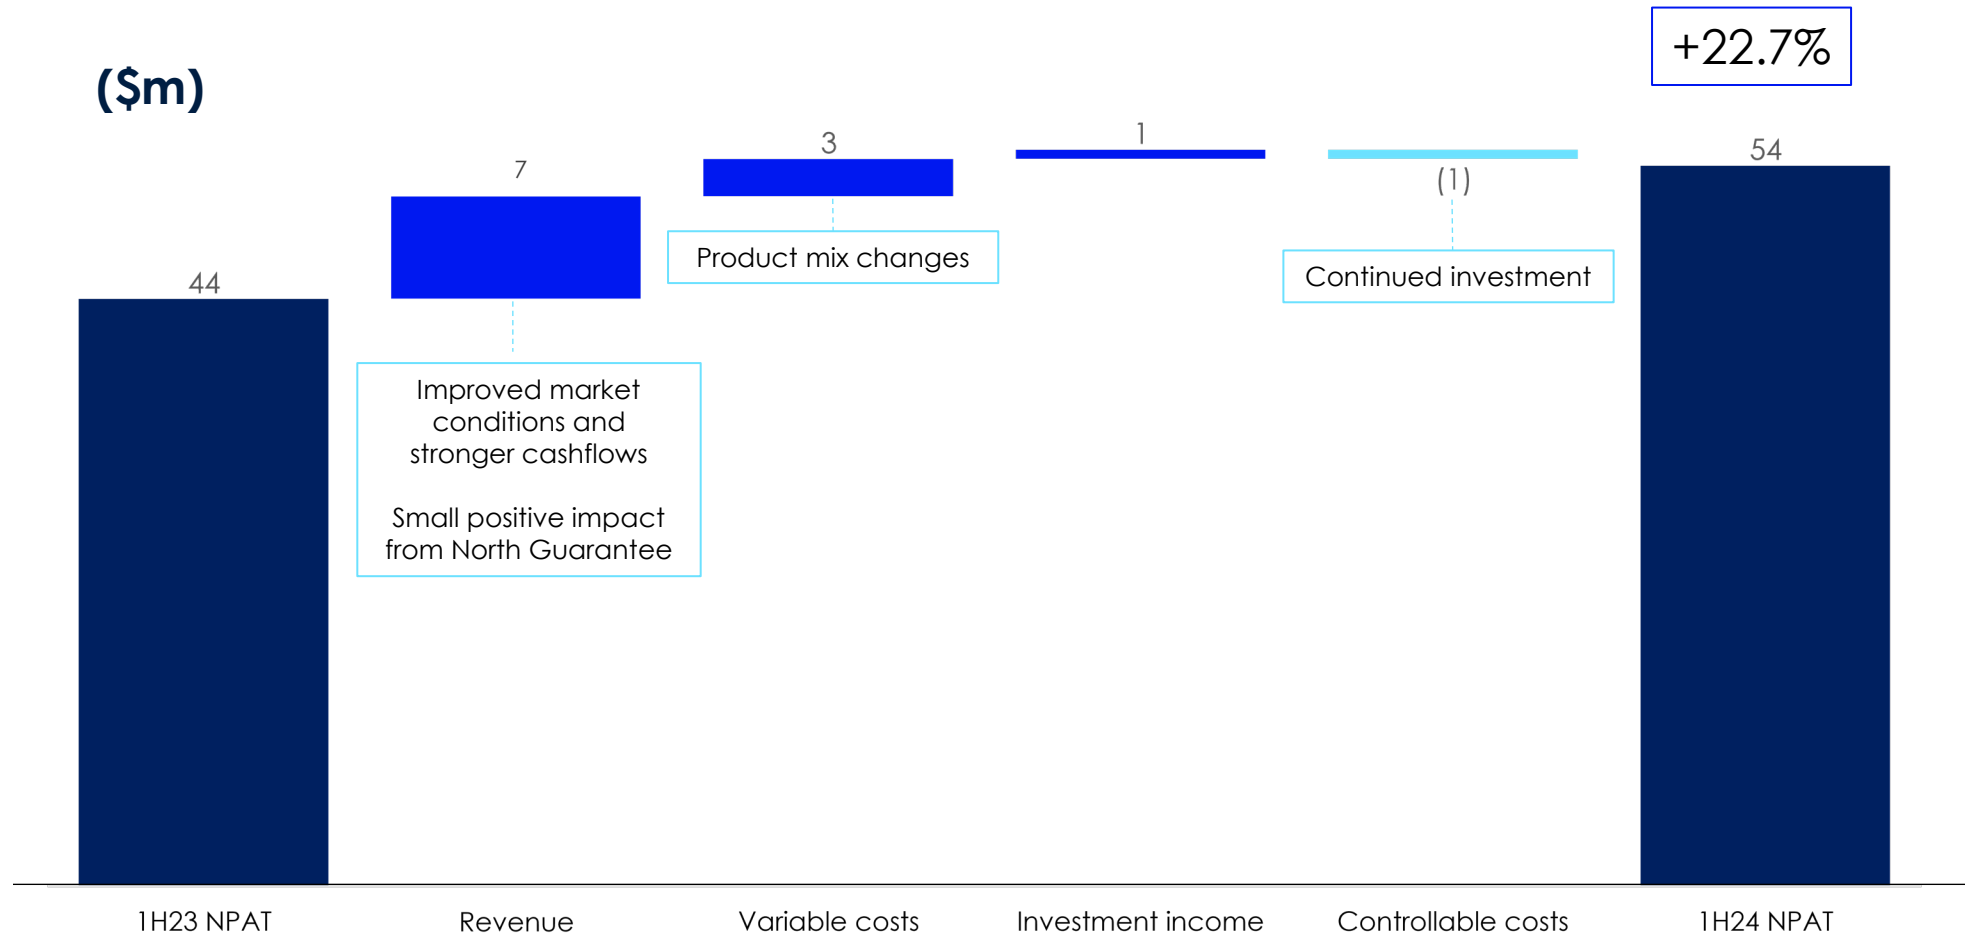 ($m)
+22.7%
44
7
3
1
(1)
54
Improved market
conditions and
stronger cashflows
Small positive impact
from North Guarantee
Product mix changes
Continued investment
1H23 NPAT
Revenue
Variable costs
Investment income
Controllable costs
1H24 NPAT